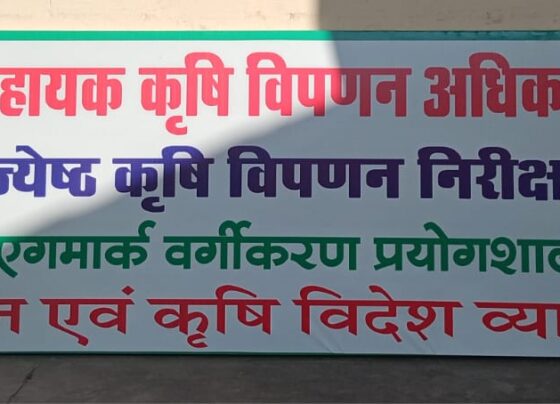 हायक कृषि विपणन अधिक
ज्येष्ठ कृषि विपणन निरीक्ष
एगमार्क वर्गीकरण प्रयोगशाल
न एवं कृषि विदेश व्या